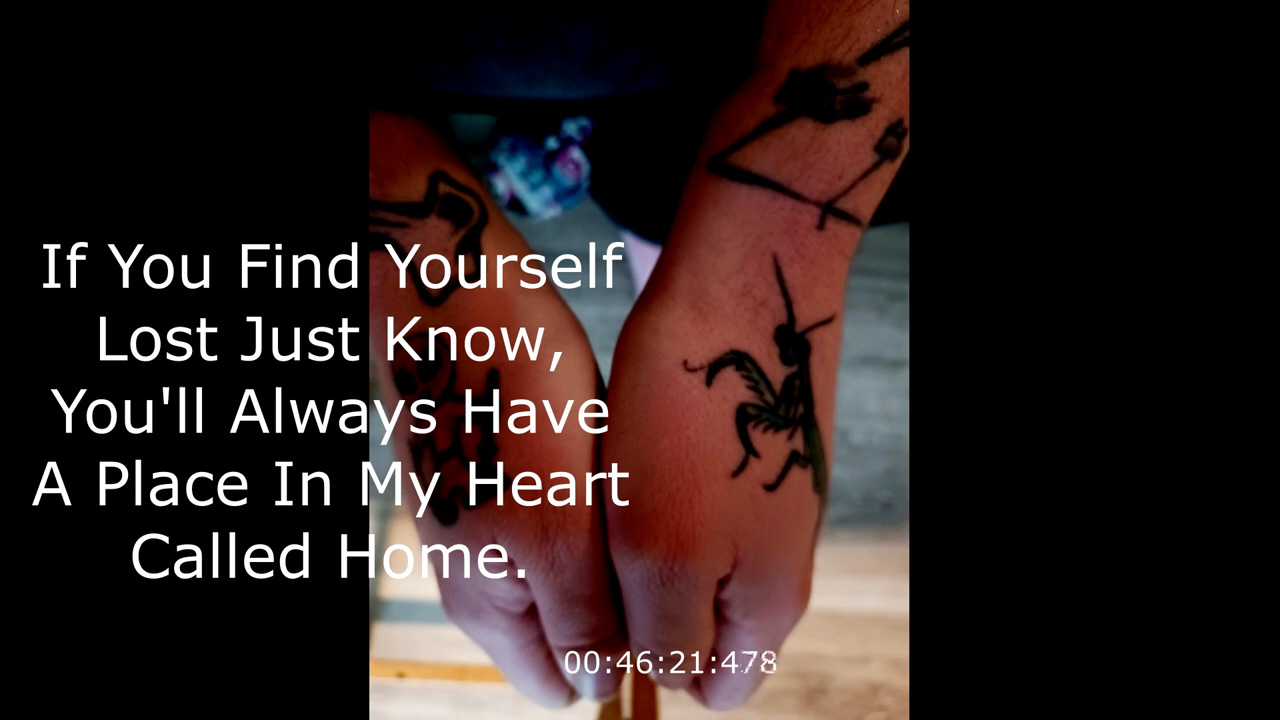 If You Find Yourself
Lost Just Know,
You'll Always Have
A Place In My Heart
Called Home.
00:46:21:478